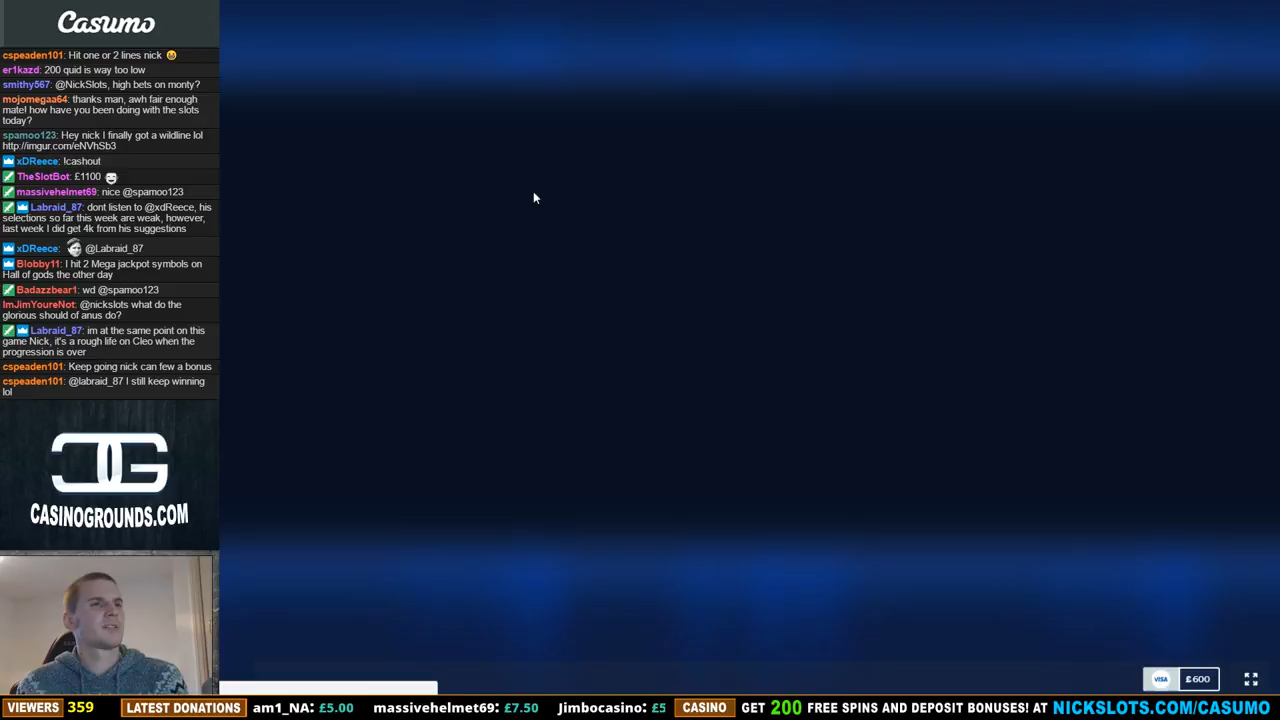 Casumo
cspeaden101: Hit one or 2 lines nick
er1kazd: 200 quid is way too low
smithy567: @NickSlots, high bets on monty?
mojomegaa64: thanks man, awh fair enough
mate! how have you been doing with the slots
today?
spamoo123: Hey nick I finally got a wildline lol
http://imgur.com/eNVhSb3
xDReece: !cashout
TheSlotBot: £1100
massivehelmet69: nice @spamoo123
Labraid_87: dont listen to @xdReece, his
selections so far this week are weak, however,
last week I did get 4k from his suggestions
xDReece: @Labraid_87
Blobby11: I hit 2 Mega jackpot symbols on
Hall of gods the other day
Badazzbear1: wd @spamoo123
ImJimYoureNot: @nickslots what do the
glorious should of anus do?
Labraid_87: im at the same point on this
game Nick, it's a rough life on Cleo when the
progression is over
cspeaden101: Keep going nick can few a bonus
cspeaden101: @labraid_87 I still keep winning
lol
CG
CASINOGROUNDS.COM
VISA £600
VIEWERS 359 LATEST DONATIONS am1_NA: £5.00 massivehelmet69: £7.50 Jimbocasino: £5 CASINO GET 200 FREE SPINS AND DEPOSIT BONUSES! AT NICKSLOTS.COM/CASUMO